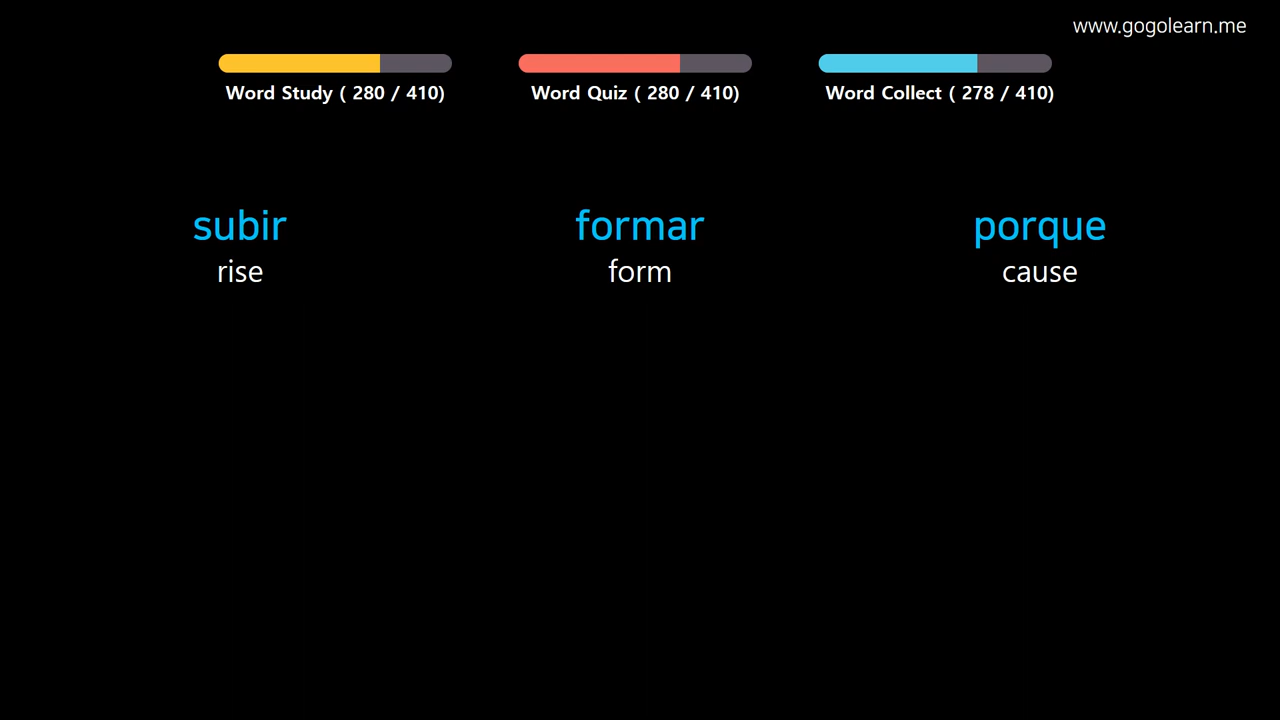 www.gogolearn.me
Word Study ( 280 / 410)
Word Quiz ( 280 / 410)
Word Collect ( 278 / 410)
subir
rise
formar
form
porque
cause